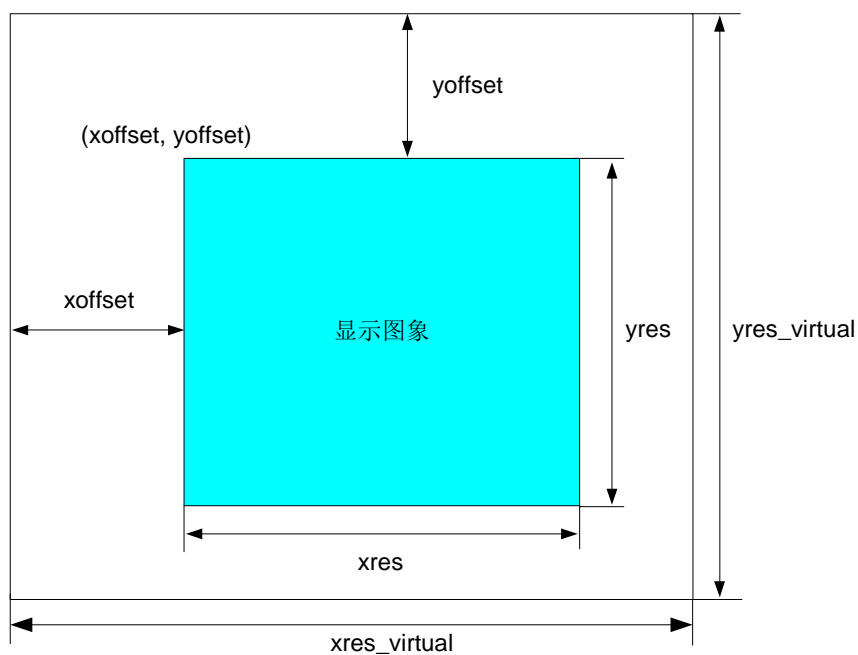 yoffset
(xoffset, yoffset)
xoffset
显示图象
yres
yres_virtual
xres
xres_virtual